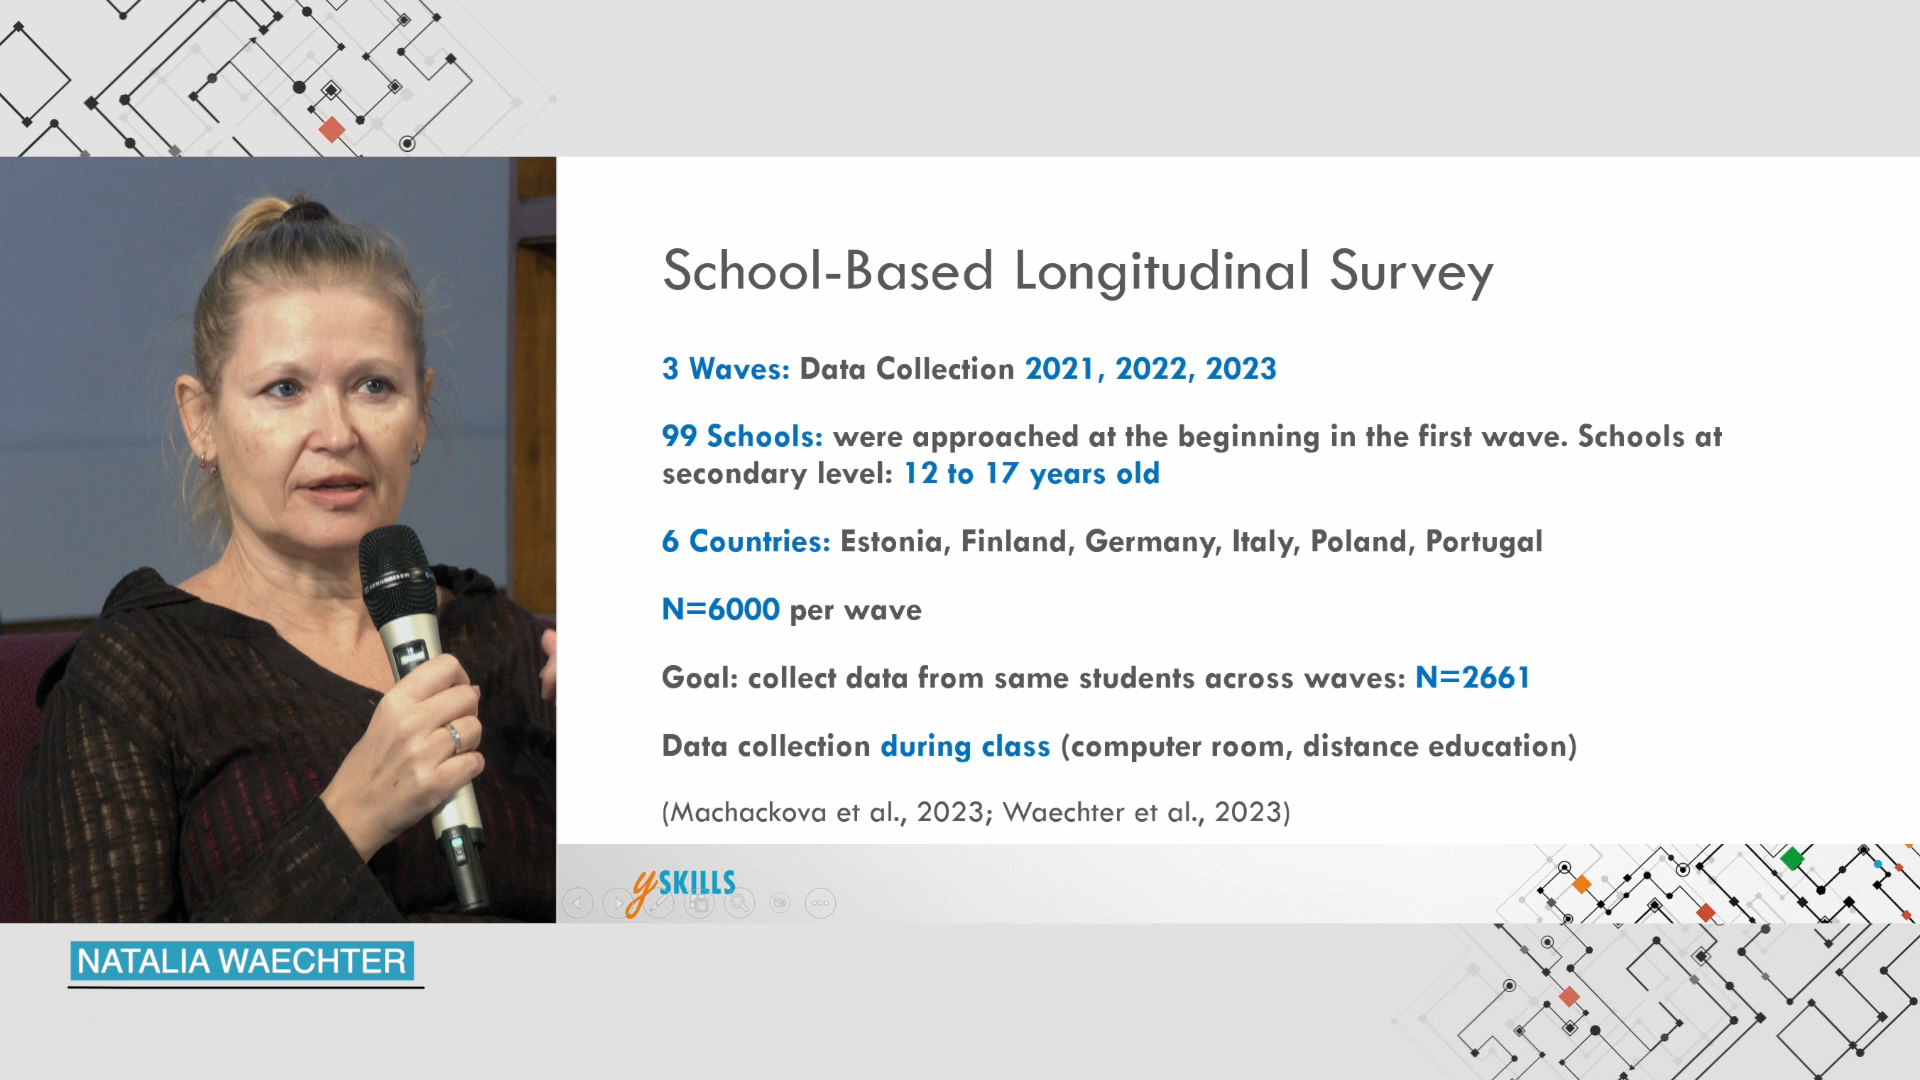 School-Based Longitudinal Survey
3 Waves: Data Collection 2021, 2022, 2023
99 Schools: were approached at the beginning in the first wave. Schools at
secondary level: 12 to 17 years old
6 Countries: Estonia, Finland, Germany, Italy, Poland, Portugal
N=6000 per wave
Goal: collect data from same students across waves: N=2661
Data collection during class (computer room, distance education)
(Machackova et al., 2023; Waechter et al., 2023)
ySKILLS
NATALIA WAECHTER